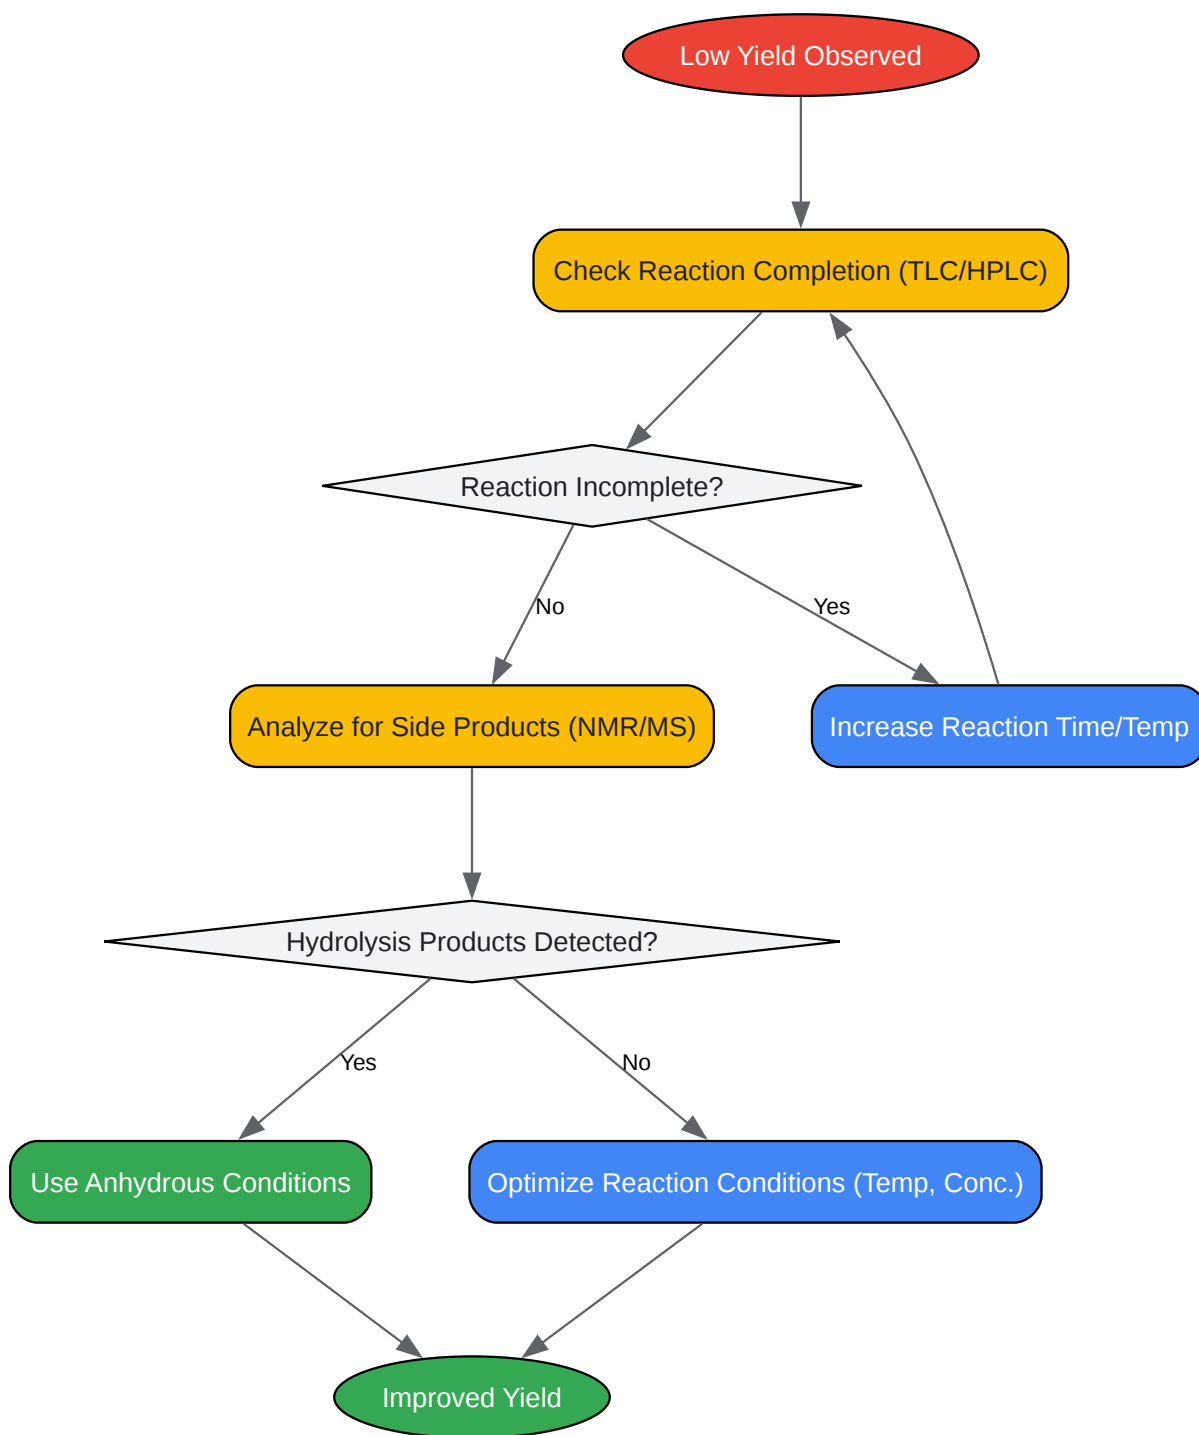 Low Yield Observed
Check Reaction Completion (TLC/HPLC)
Reaction Incomplete?
No
Yes
Analyze for Side Products (NMR/MS)
Increase Reaction Time/Temp
Hydrolysis Products Detected?
Yes
No
Use Anhydrous Conditions
Optimize Reaction Conditions (Temp, Conc.)
Improved Yield